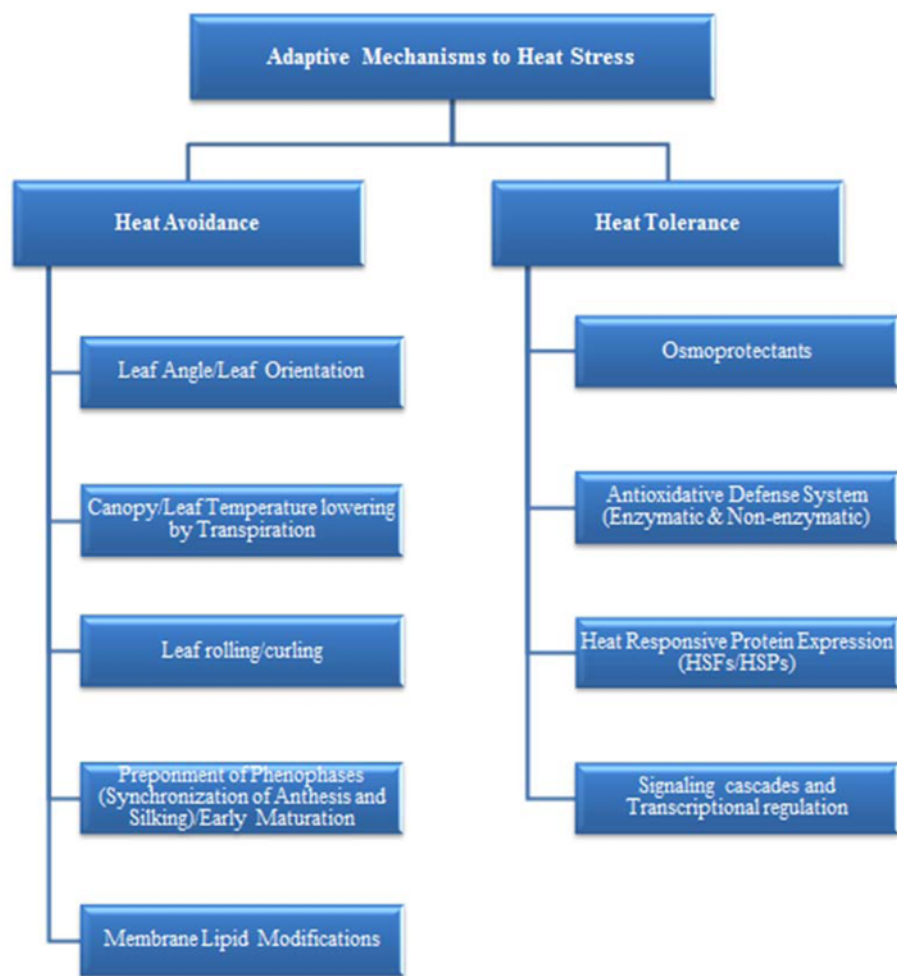 Adaptive Mechanisms to Heat Stress
Heat Avoidance
Leaf Angle/Leaf Orientation
Canopy/Leaf Temperature lowering
by Transpiration
Leaf rolling/curling
Preponment of Phenophases
(Synchronization of Anthesis and
Silking)/Early Maturation
Membrane Lipid Modifications
Heat Tolerance
Osmoprotectants
Antioxidative Defense System
(Enzymatic & Non-enzymatic)
Heat Responsive Protein Expression
(HSFs/HSPs)
Signaling cascades and
Transcriptional regulation